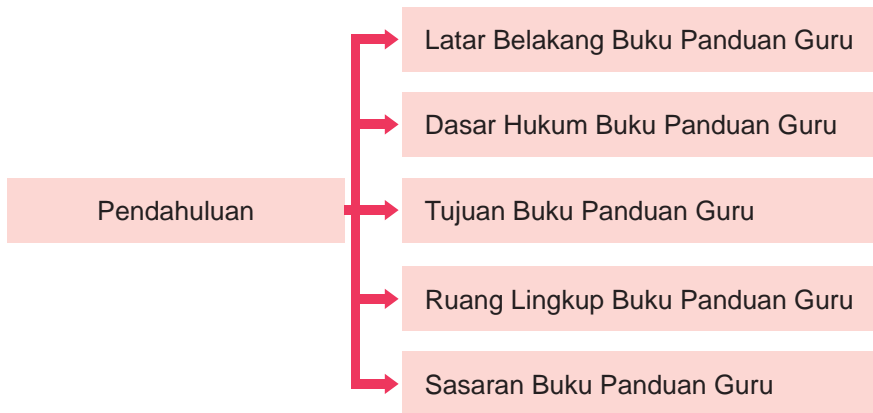 Pendahuluan
Latar Belakang Buku Panduan Guru
Dasar Hukum Buku Panduan Guru
Tujuan Buku Panduan Guru
Ruang Lingkup Buku Panduan Guru
Sasaran Buku Panduan Guru